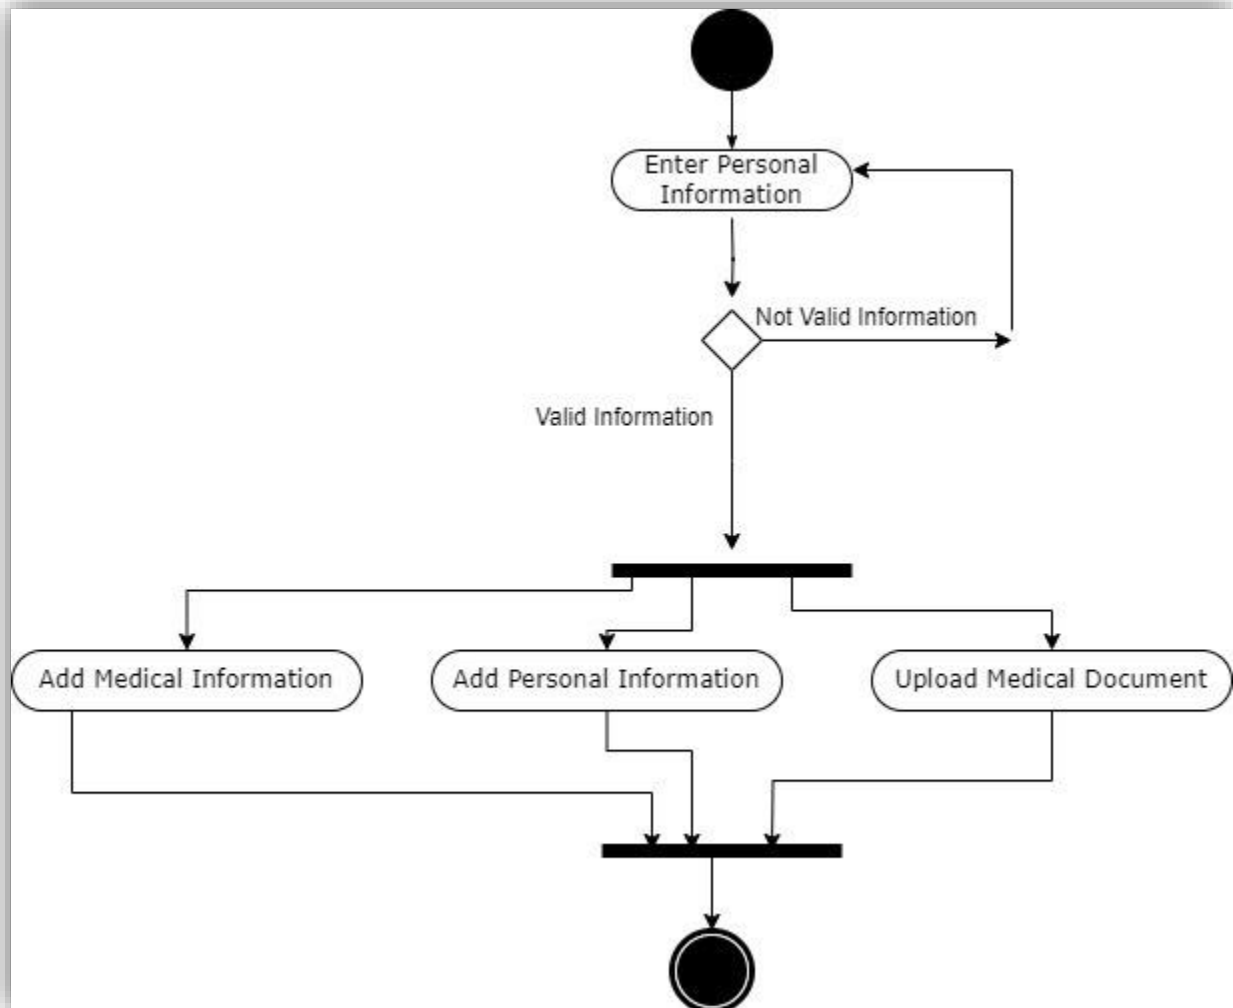 Enter Personal
Information
Not Valid Information
Valid Information
Add Medical Information
Add Personal Information
Upload Medical Document